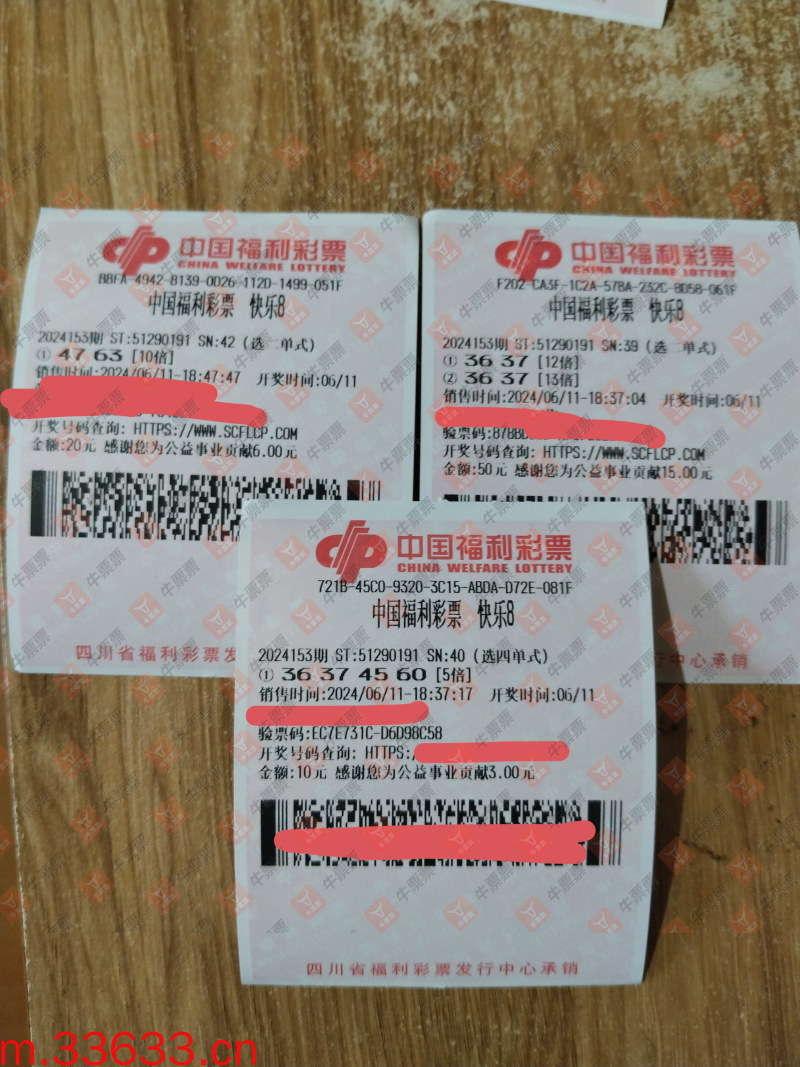 中国福利彩票
CHINA WELFARE LOTTERY
BBFA-4942-8139-0D26-112D-1499-051F
中国福利彩票 快乐8
2024153期 ST:51290191 SN:42 (选二单式)
① 47 63 [10倍]
销售时间:2024/06/11-18:47:47 开奖时间:06/11
开奖号码查询: HTTPS://WWW.SCFLCP.COM
金额:20元 感谢您为公益事业贡献6.00元
四川省福利彩票发
中国福利彩票
CHINA WELFARE LOTTERY
F202-CA3F-1C2A-57BA-232C-8D58-061F
中国福利彩票 快乐8
2024153期 ST:51290191 SN:39 (选二单式)
① 36 37 [12倍]
② 36 37 [13倍]
销售时间:2024/06/11-18:37:04 开奖时间:06/11
验票码:87BB
开奖号码查询: HTTPS://WWW.SCFLCP.COM
金额:50元 感谢您为公益事业贡献15.00元
行中心承销
中国福利彩票
CHINA WELFARE LOTTERY
721B-45C0-9320-3C15-ABDA-D72E-081F
中国福利彩票 快乐8
2024153期 ST:51290191 SN:40 (选四单式)
① 36 37 45 60 [5倍]
销售时间:2024/06/11-18:37:17 开奖时间:06/11
验票码:EC7E731C-D6D98C58
开奖号码查询: HTTPS:/
金额:10元 感谢您为公益事业贡献3.00元
四川省福利彩票发行中心承销
牛票票
m.33633.cn